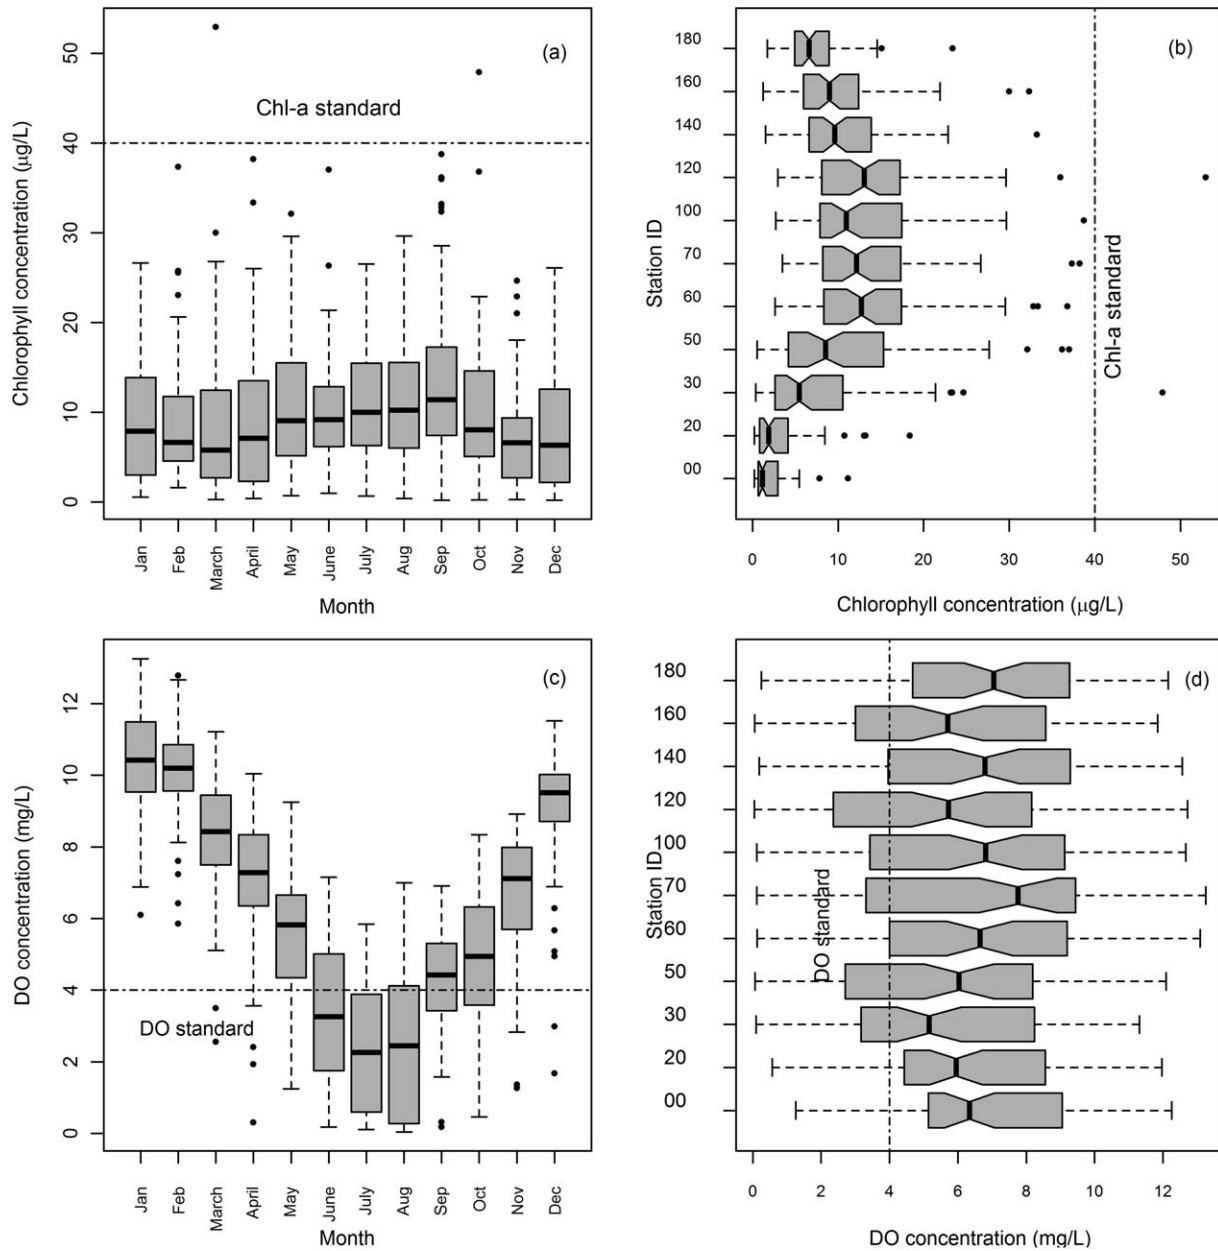 (a)
Chl-a standard
Chlorophyll concentration (µg/L)
50
40
30
20
10
0
Jan Feb March April May June July Aug Sep Oct Nov Dec
Month
(b)
Chl-a standard
Station ID
180
160
140
120
100
70
60
50
30
20
00
0 10 20 30 40 50
Chlorophyll concentration (µg/L)
(c)
DO standard
DO concentration (mg/L)
12
10
8
6
4
2
0
Jan Feb March April May June July Aug Sep Oct Nov Dec
Month
(d)
DO standard
Station ID
180
160
140
120
100
70
60
50
30
20
00
0 2 4 6 8 10 12
DO concentration (mg/L)